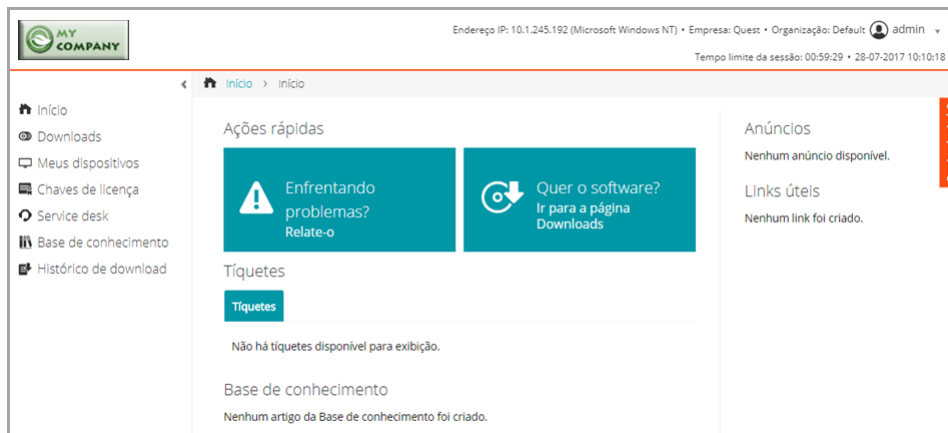 MY
COMPANY
Endereço IP: 10.1.245.192 (Microsoft Windows NT) • Empresa: Quest • Organização: Default admin
Tempo limite da sessão: 00:59:29 • 28-07-2017 10:10:18
Início > Início
Início
Downloads
Meus dispositivos
Chaves de licença
Service desk
Base de conhecimento
Histórico de download
Ações rápidas
Enfrentando
problemas?
Relate-o
Quer o software?
Ir para a página
Downloads
Tíquetes
Tíquetes
Não há tíquetes disponível para exibição.
Base de conhecimento
Nenhum artigo da Base de conhecimento foi criado.
Anúncios
Nenhum anúncio disponível.
Links úteis
Nenhum link foi criado.